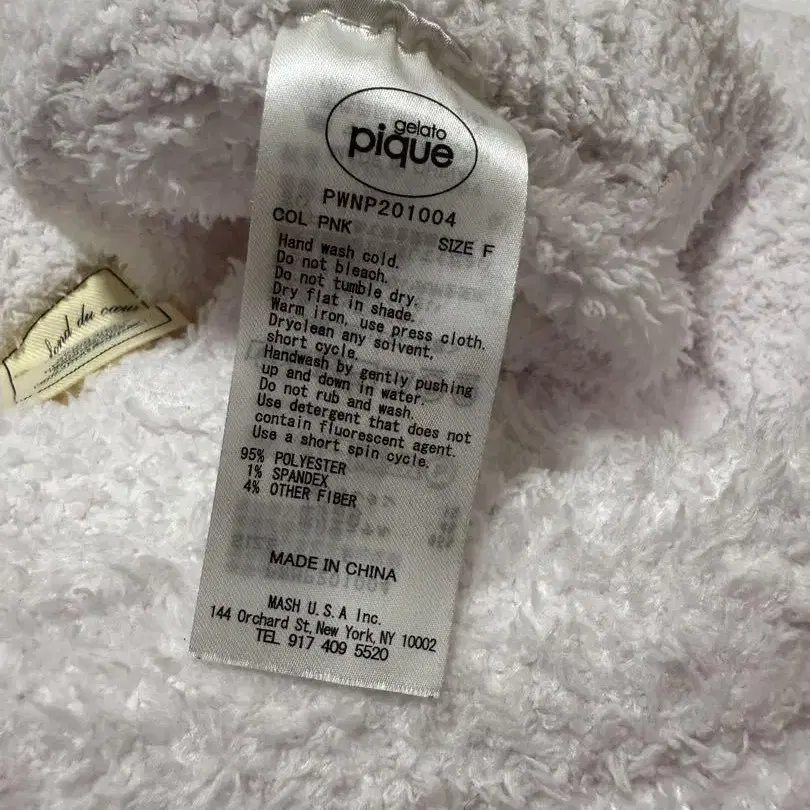 gelato
pique
PWNP201004
COL PNK SIZE F
Hand wash cold.
Do not bleach.
Do not tumble dry.
Dry flat in shade.
Warm iron, use press cloth.
Dryclean any solvent,
short cycle.
Handwash by gently pushing
up and down in water.
Do not rub and wash.
Use detergent that does not
contain fluorescent agent.
Use a short spin cycle.
95% POLYESTER
1% SPANDEX
4% OTHER FIBER
MADE IN CHINA
MASH U.S.A Inc.
144 Orchard St, New York, NY 10002
TEL 917 409 5520
fond du cœur